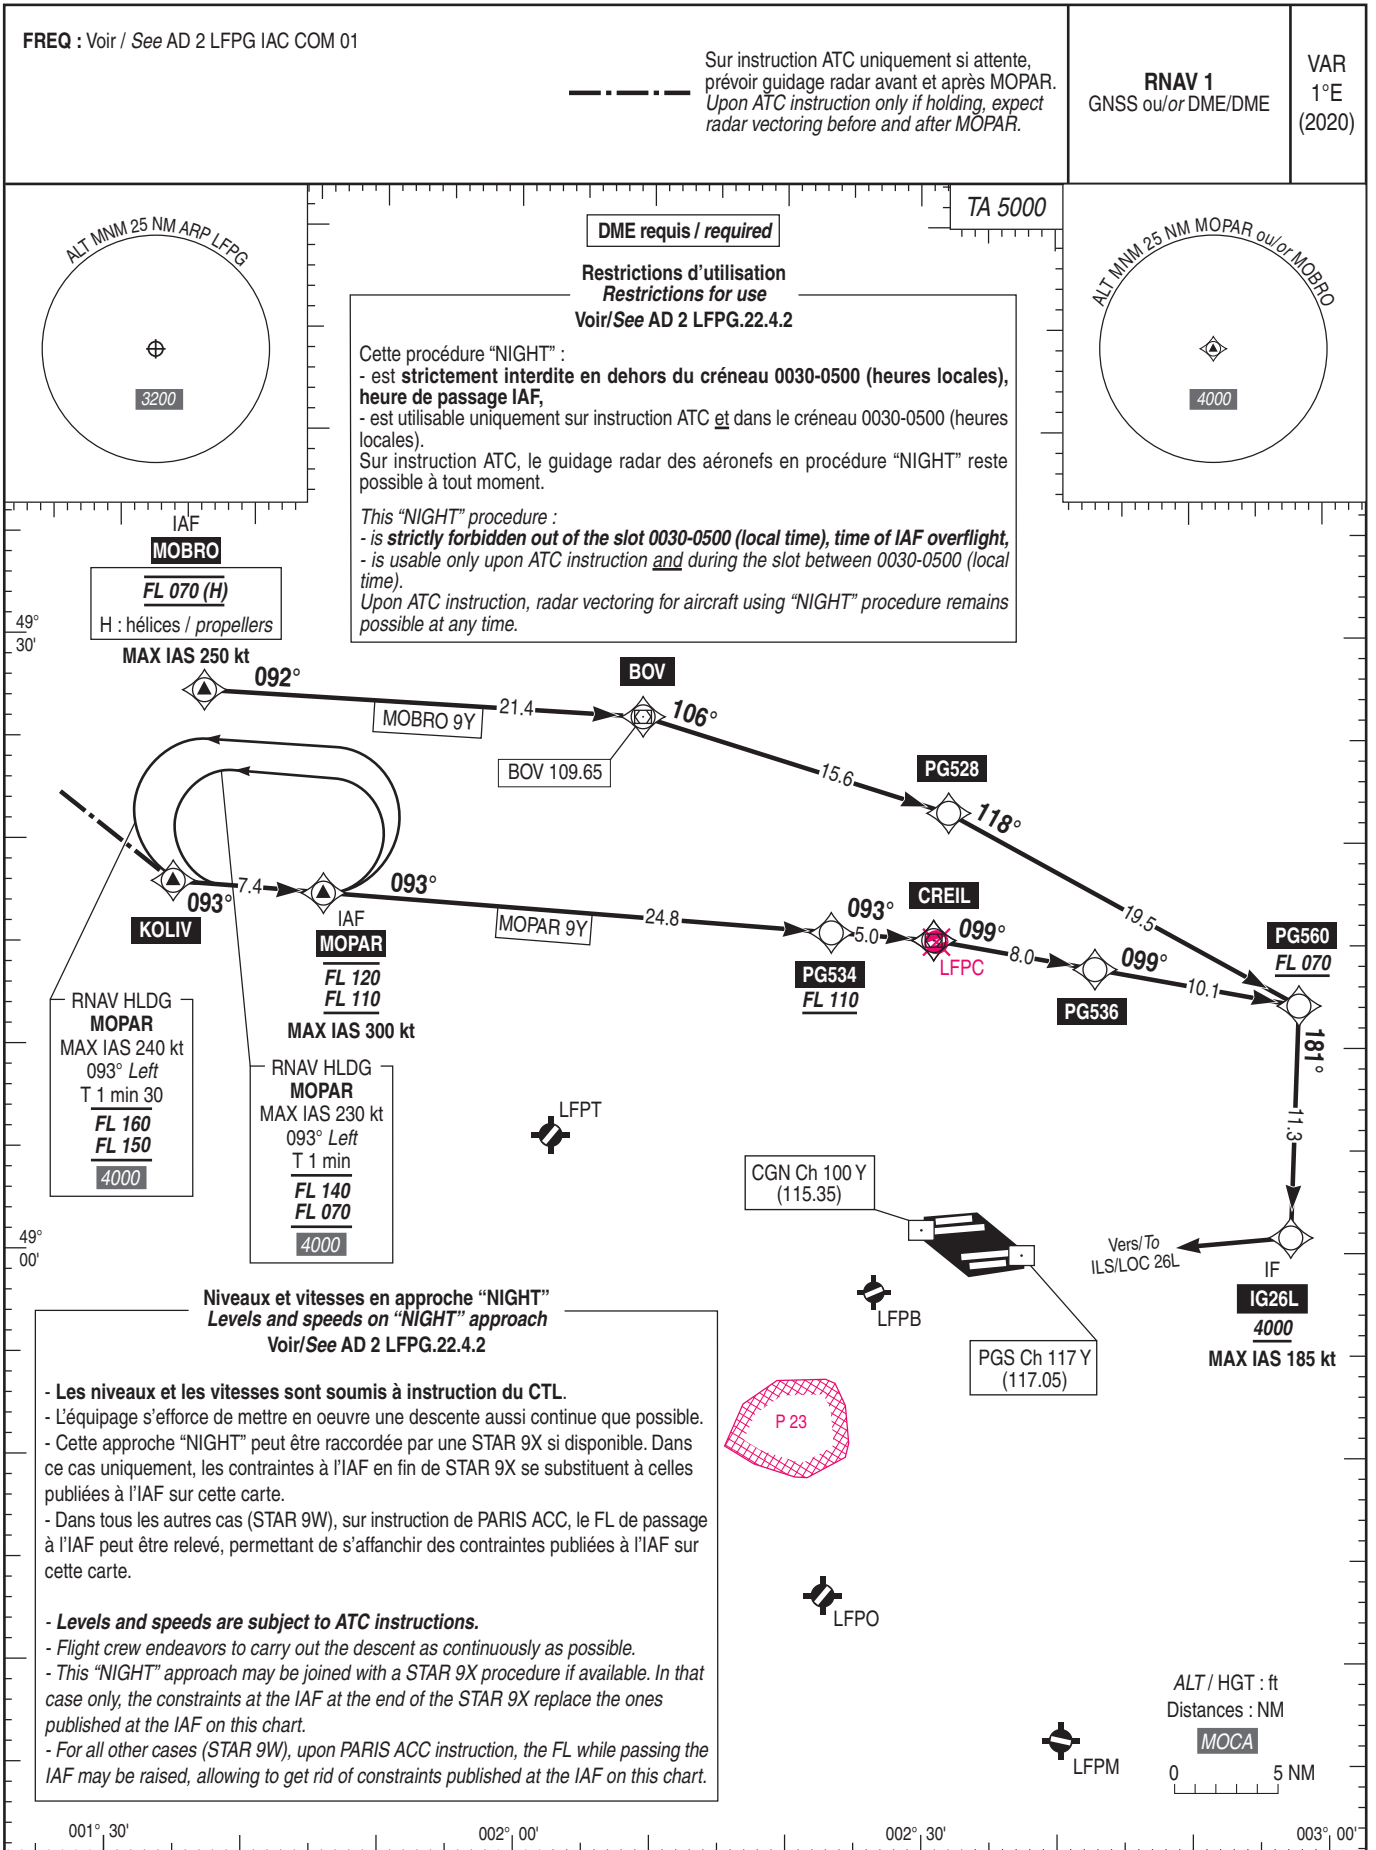 FREQ : Voir / See AD 2 LFPG IAC COM 01
Sur instruction ATC uniquement si attente,
prévoir guidage radar avant et après MOPAR.
Upon ATC instruction only if holding, expect
radar vectoring before and after MOPAR.
RNAV 1
GNSS ou/or DME/DME
VAR
1°E
(2020)
ALT MNM 25 NM ARP LFPG
3200
DME requis / required
TA 5000
ALT MNM 25 NM MOPAR ou/or MOBRO
4000
Restrictions d'utilisation
Restrictions for use
Voir/See AD 2 LFPG.22.4.2
Cette procédure “NIGHT” :
- est strictement interdite en dehors du créneau 0030-0500 (heures locales),
heure de passage IAF,
- est utilisable uniquement sur instruction ATC et dans le créneau 0030-0500 (heures
locales).
Sur instruction ATC, le guidage radar des aéronefs en procédure “NIGHT” reste
possible à tout moment.
This “NIGHT” procedure :
- is strictly forbidden out of the slot 0030-0500 (local time), time of IAF overflight,
- is usable only upon ATC instruction and during the slot between 0030-0500 (local
time).
Upon ATC instruction, radar vectoring for aircraft using “NIGHT” procedure remains
possible at any time.
IAF
MOBRO
FL 070 (H)
H : hélices / propellers
MAX IAS 250 kt
49°
30'
092°
MOBRO 9Y
21.4
BOV
106°
BOV 109.65
15.6
PG528
118°
19.5
KOLIV
093°
7.4
IAF
MOPAR
FL 120
FL 110
MAX IAS 300 kt
093°
MOPAR 9Y
24.8
PG534
FL 110
093°
5.0
CREIL
LFPC
099°
8.0
PG536
099°
10.1
PG560
FL 070
181°
11.3
RNAV HLDG
MOPAR
MAX IAS 240 kt
093° Left
T 1 min 30
FL 160
FL 150
4000
RNAV HLDG
MOPAR
MAX IAS 230 kt
093° Left
T 1 min
FL 140
FL 070
4000
LFPT
CGN Ch 100 Y
(115.35)
Vers/To
ILS/LOC 26L
IF
IG26L
4000
MAX IAS 185 kt
49°
00'
LFPB
PGS Ch 117 Y
(117.05)
P 23
Niveaux et vitesses en approche “NIGHT”
Levels and speeds on “NIGHT” approach
Voir/See AD 2 LFPG.22.4.2
- Les niveaux et les vitesses sont soumis à instruction du CTL.
- L'équipage s'efforce de mettre en oeuvre une descente aussi continue que possible.
- Cette approche “NIGHT” peut être raccordée par une STAR 9X si disponible. Dans
ce cas uniquement, les contraintes à l'IAF en fin de STAR 9X se substituent à celles
publiées à l'IAF sur cette carte.
- Dans tous les autres cas (STAR 9W), sur instruction de PARIS ACC, le FL de passage
à l'IAF peut être relevé, permettant de s'affanchir des contraintes publiées à l'IAF sur
cette carte.
- Levels and speeds are subject to ATC instructions.
- Flight crew endeavors to carry out the descent as continuously as possible.
- This “NIGHT” approach may be joined with a STAR 9X procedure if available. In that
case only, the constraints at the IAF at the end of the STAR 9X replace the ones
published at the IAF on this chart.
- For all other cases (STAR 9W), upon PARIS ACC instruction, the FL while passing the
IAF may be raised, allowing to get rid of constraints published at the IAF on this chart.
LFPO
LFPM
ALT / HGT : ft
Distances : NM
MOCA
0 5 NM
001° 30'
002° 00'
002° 30'
003° 00'